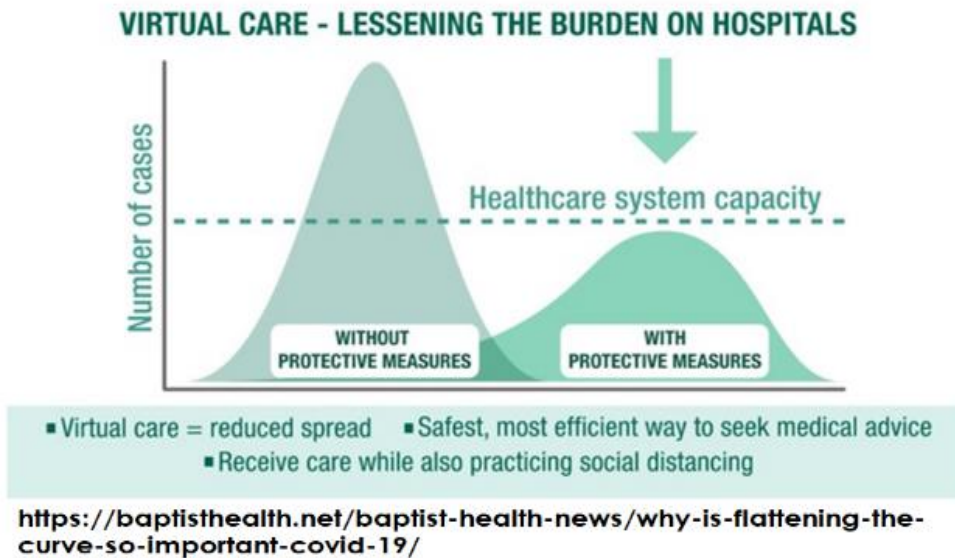 VIRTUAL CARE - LESSENING THE BURDEN ON HOSPITALS
Number of cases
Healthcare system capacity
WITHOUT
PROTECTIVE MEASURES
WITH
PROTECTIVE MEASURES
▪ Virtual care = reduced spread ▪ Safest, most efficient way to seek medical advice
▪ Receive care while also practicing social distancing
https://baptisthealth.net/baptist-health-news/why-is-flattening-the-
curve-so-important-covid-19/